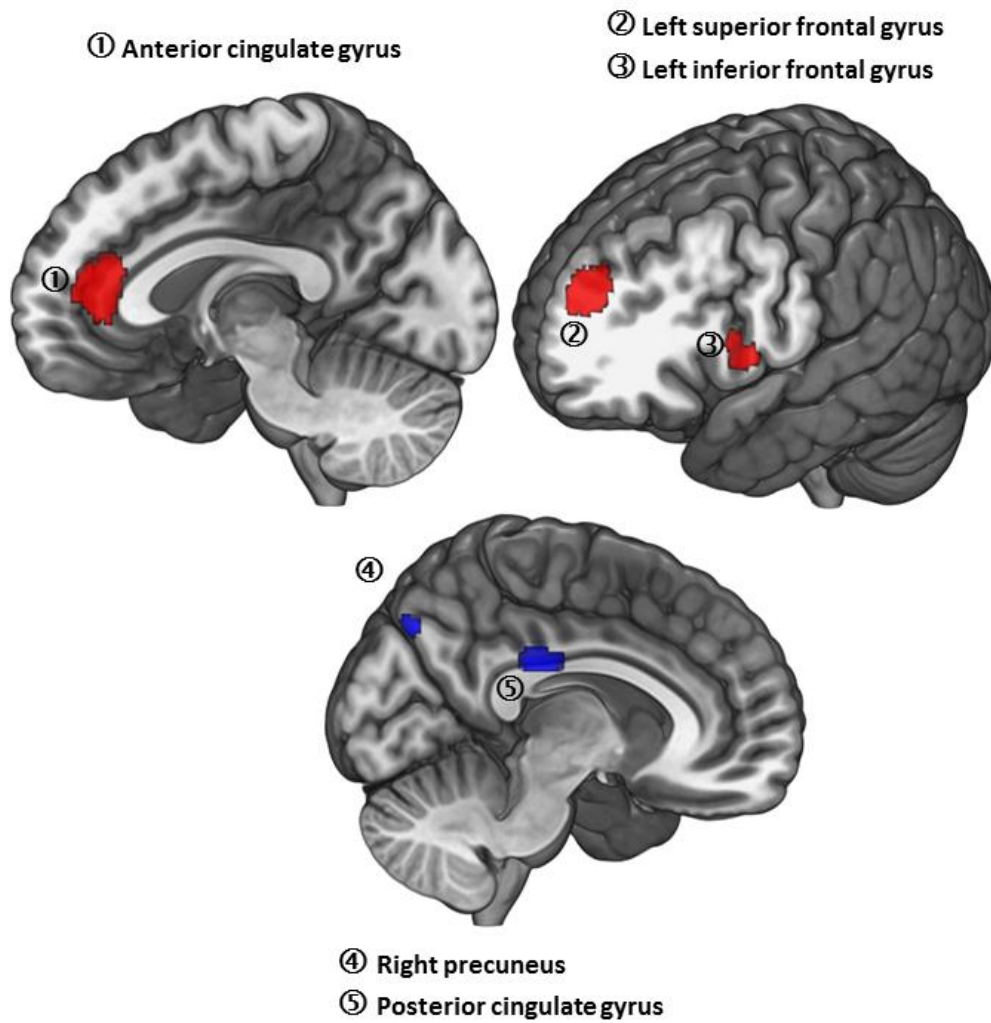 ① Anterior cingulate gyrus
② Left superior frontal gyrus
③ Left inferior frontal gyrus
①
②
③
④
⑤
④ Right precuneus
⑤ Posterior cingulate gyrus